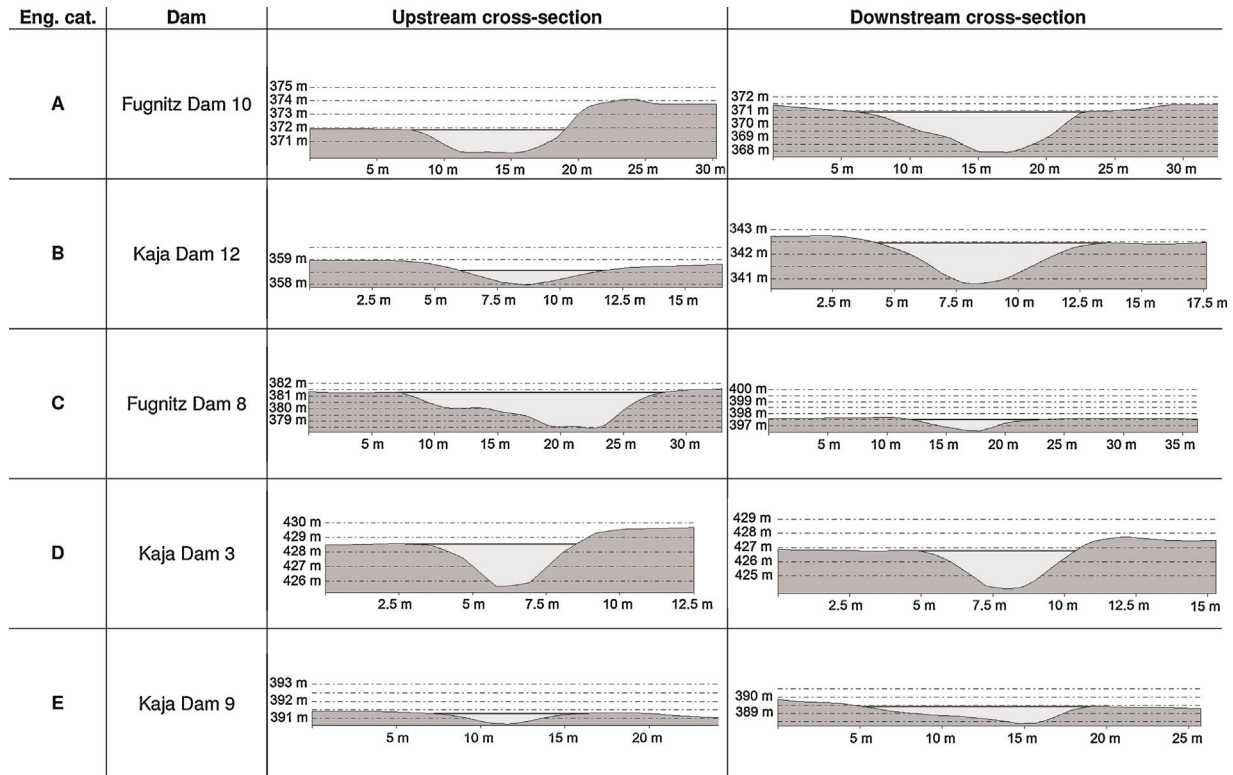 Eng. cat. Dam Upstream cross-section Downstream cross-section
A Fugnitz Dam 10
375 m
374 m
373 m
372 m
371 m
5 m 10 m 15 m 20 m 25 m 30 m
372 m
371 m
370 m
369 m
368 m
5 m 10 m 15 m 20 m 25 m 30 m
B Kaja Dam 12
359 m
358 m
2.5 m 5 m 7.5 m 10 m 12.5 m 15 m
343 m
342 m
341 m
2.5 m 5 m 7.5 m 10 m 12.5 m 15 m 17.5 m
C Fugnitz Dam 8
382 m
381 m
380 m
379 m
5 m 10 m 15 m 20 m 25 m 30 m
400 m
399 m
398 m
397 m
5 m 10 m 15 m 20 m 25 m 30 m 35 m
D Kaja Dam 3
430 m
429 m
428 m
427 m
426 m
2.5 m 5 m 7.5 m 10 m 12.5 m
429 m
428 m
427 m
426 m
425 m
2.5 m 5 m 7.5 m 10 m 12.5 m 15 m
E Kaja Dam 9
393 m
392 m
391 m
5 m 10 m 15 m 20 m
390 m
389 m
5 m 10 m 15 m 20 m 25 m